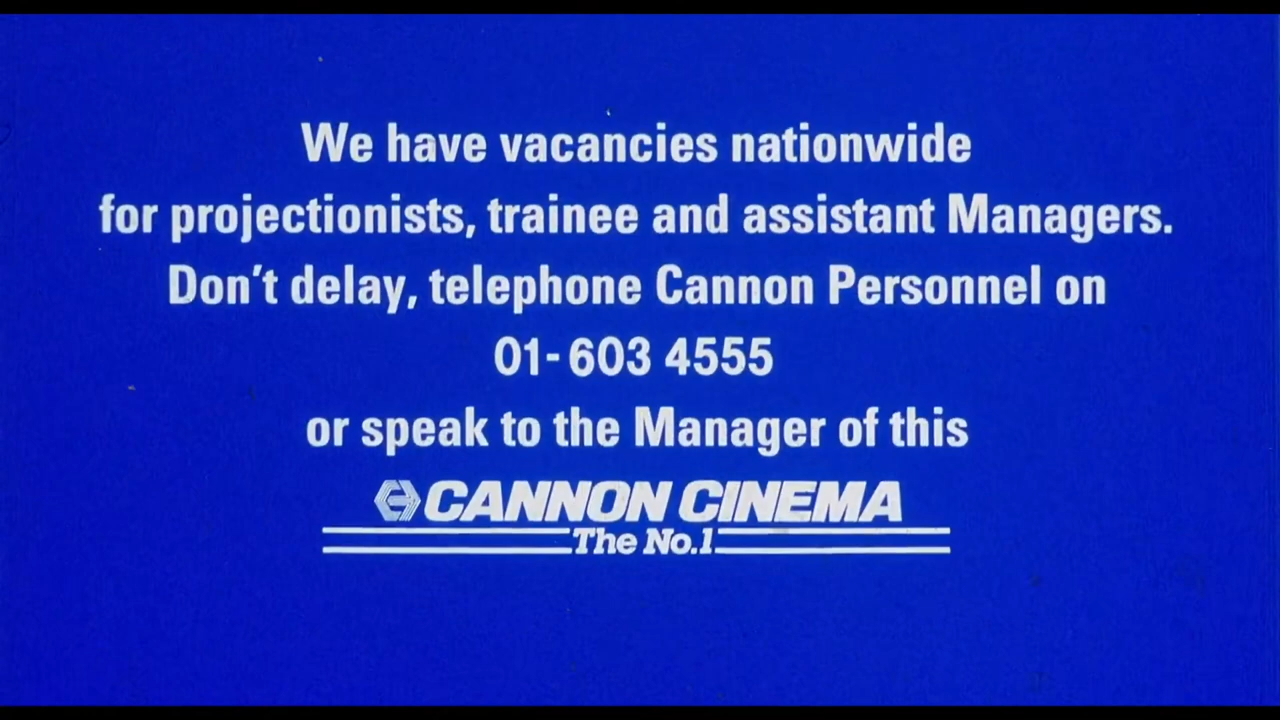 We have vacancies nationwide
for projectionists, trainee and assistant Managers.
Don't delay, telephone Cannon Personnel on
01-603 4555
or speak to the Manager of this
CANNON CINEMA
The No.1